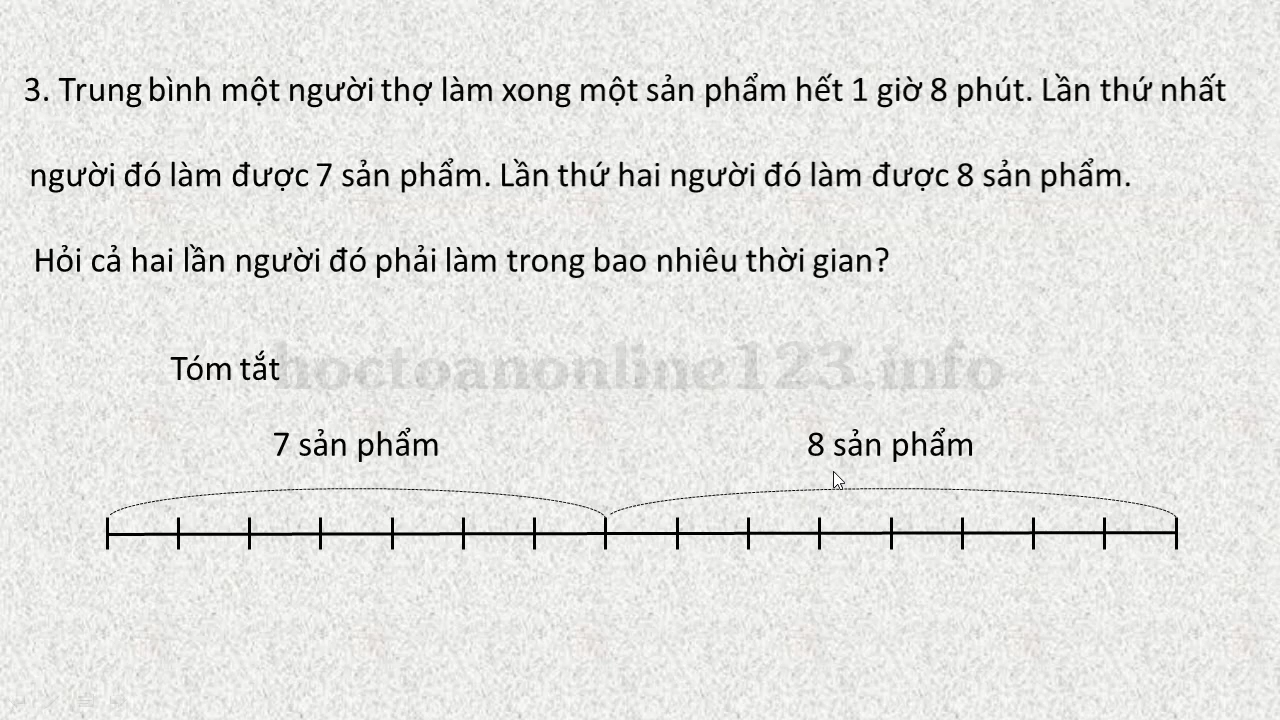 3. Trung bình một người thợ làm xong một sản phẩm hết 1 giờ 8 phút. Lần thứ nhất
người đó làm được 7 sản phẩm. Lần thứ hai người đó làm được 8 sản phẩm.
Hỏi cả hai lần người đó phải làm trong bao nhiêu thời gian?
hoctoanonline123.info
Tóm tắt
7 sản phẩm
8 sản phẩm